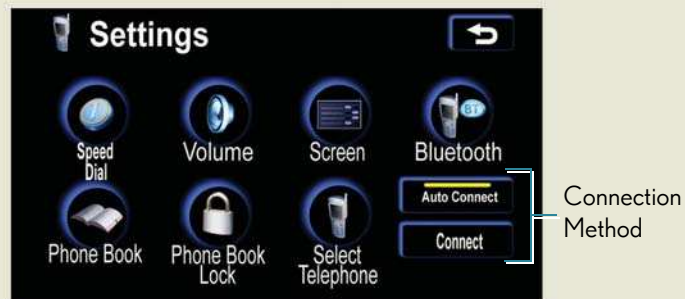 Settings
Speed
Dial
Volume
Screen
BT
Bluetooth
Auto Connect
Connect
Phone Book
Phone Book
Lock
Select
Telephone
Connection
Method